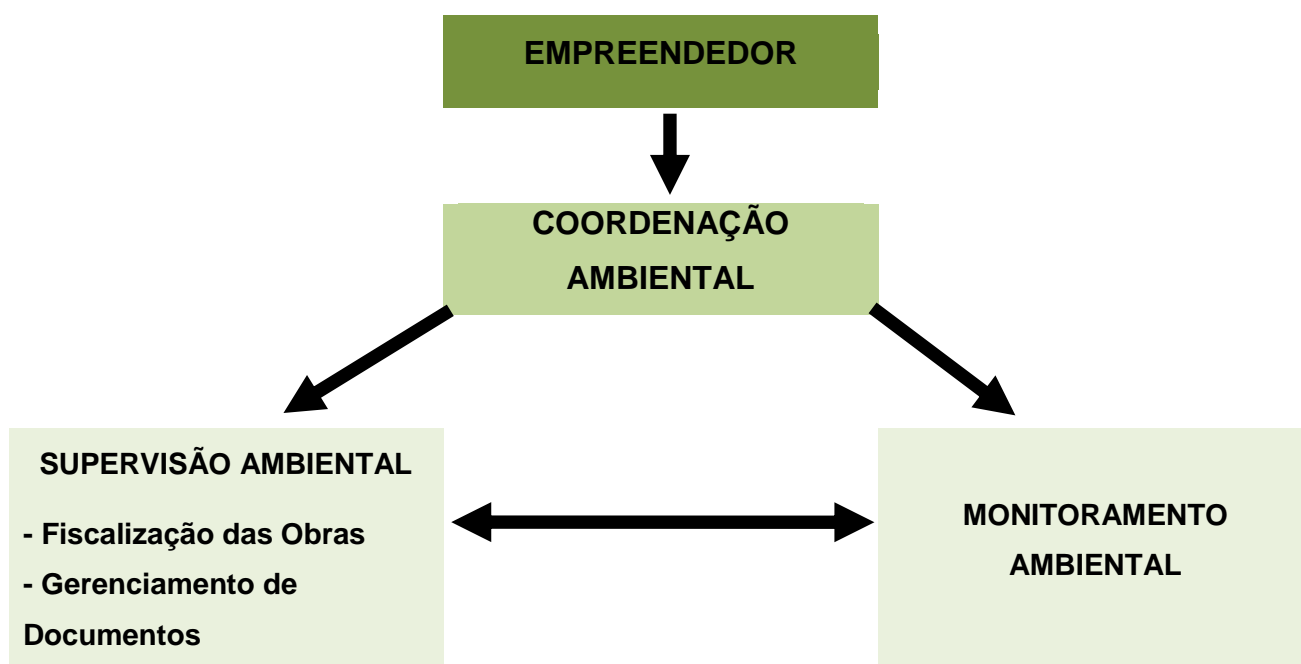 EMPREENDEDOR
COORDENAÇÃO
AMBIENTAL
SUPERVISÃO AMBIENTAL
- Fiscalização das Obras
- Gerenciamento de
Documentos
MONITORAMENTO
AMBIENTAL